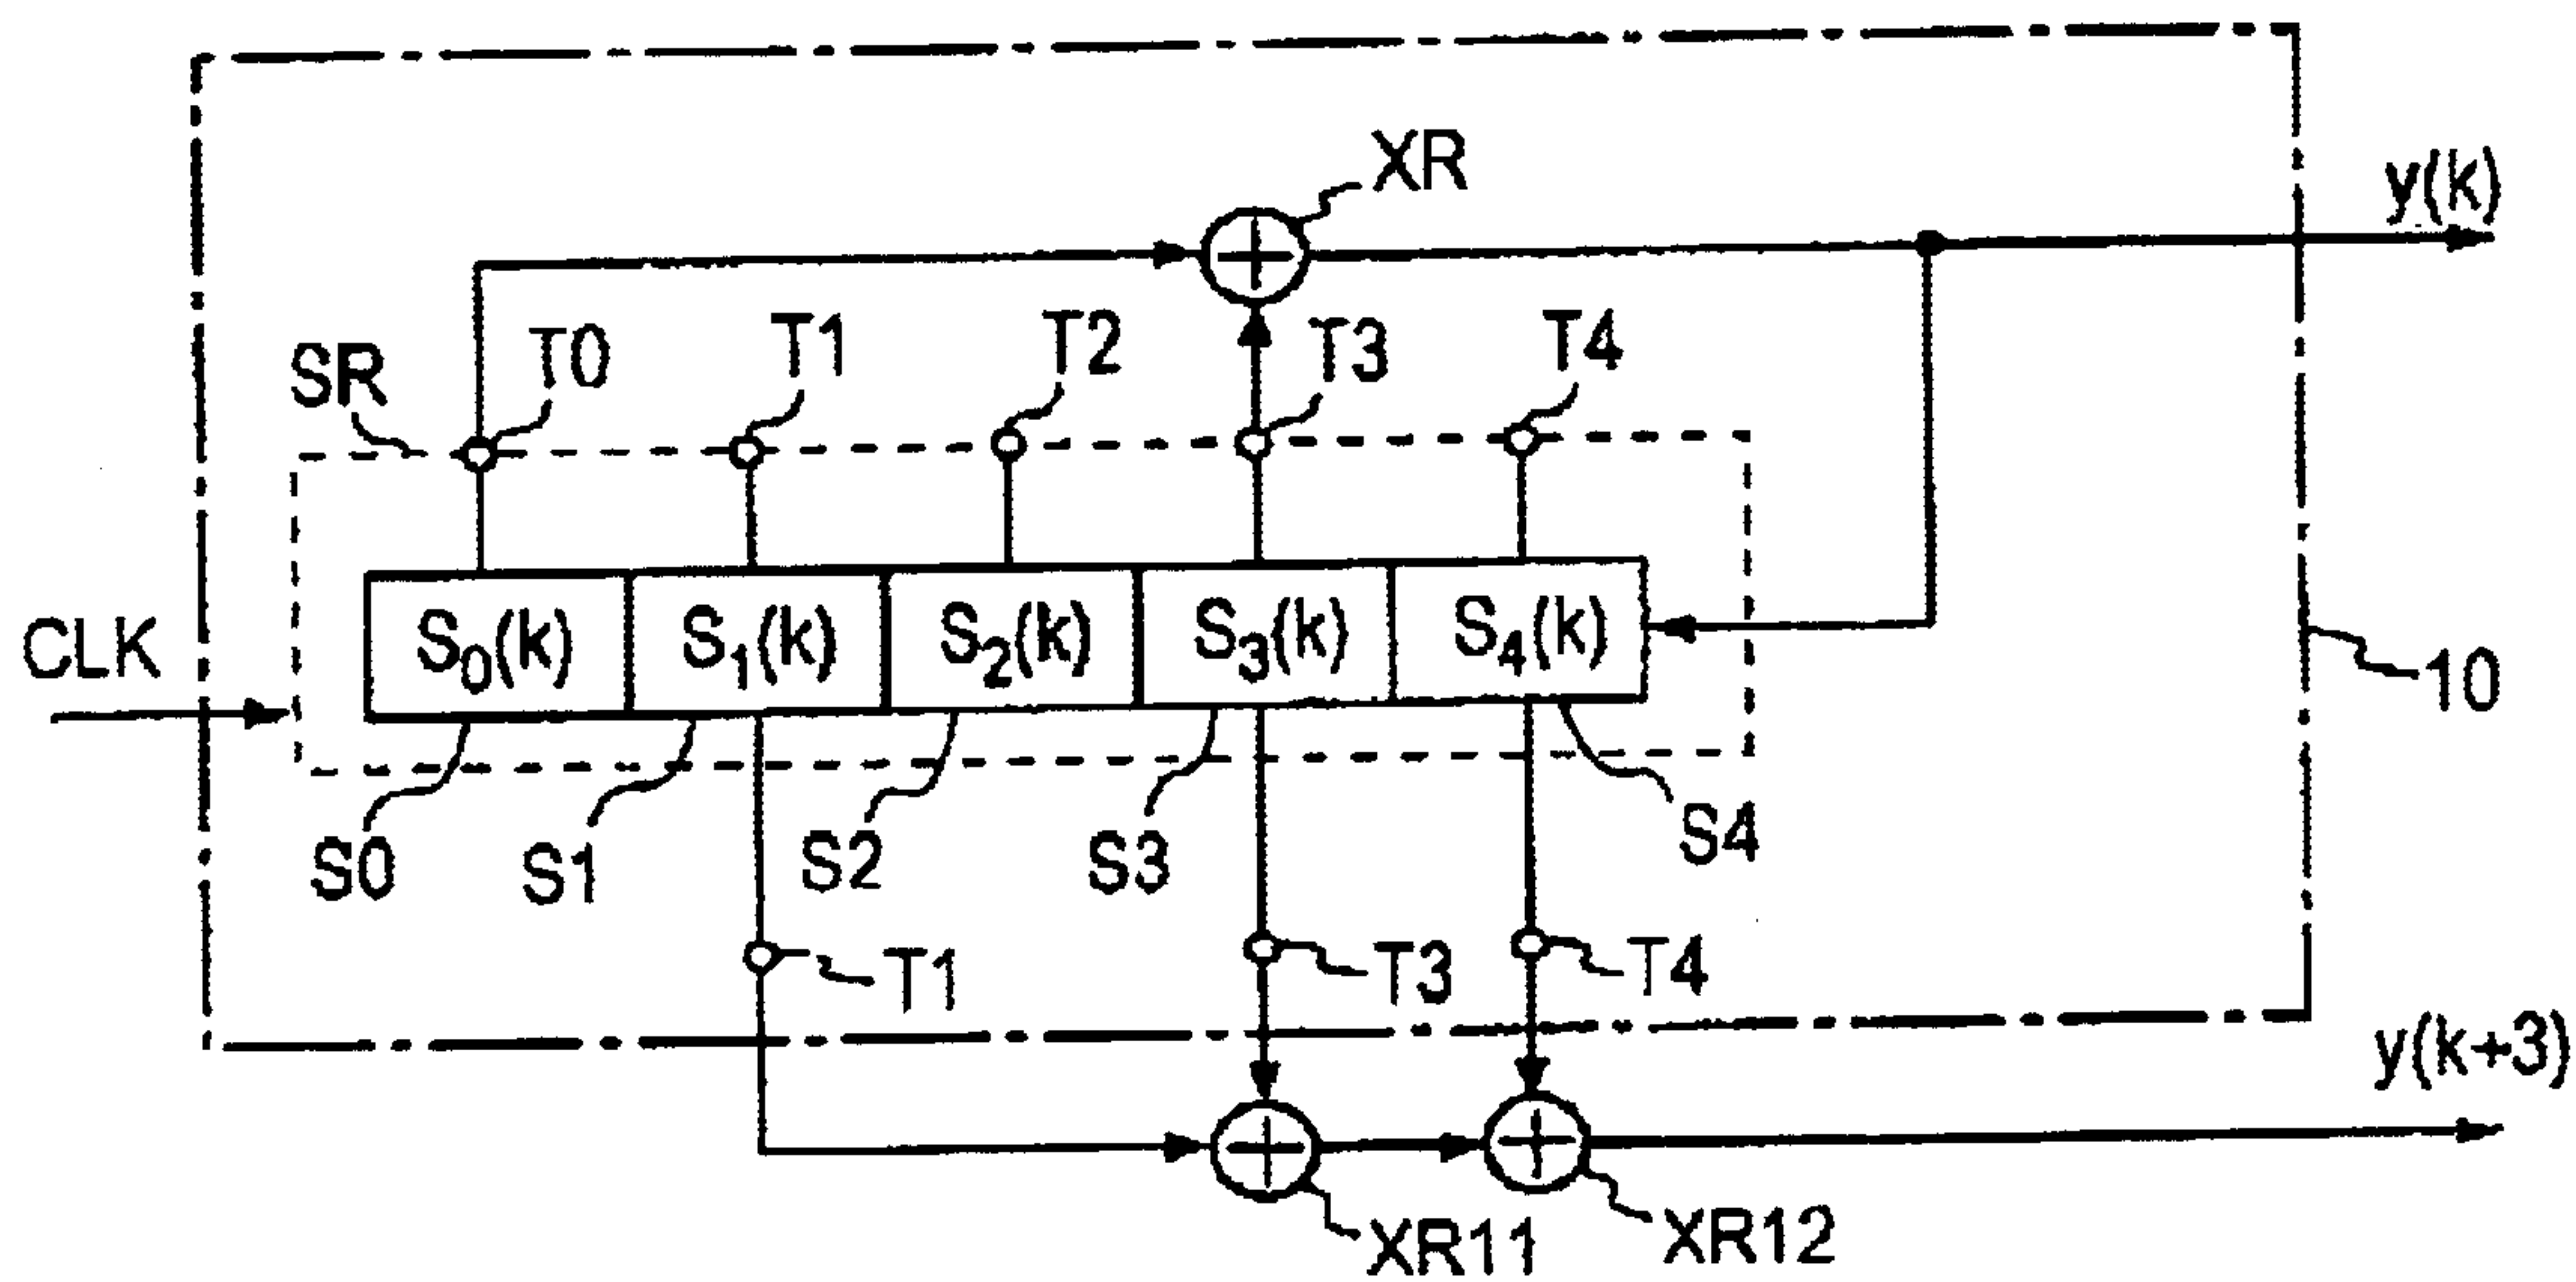 XR
y(k)
SR
T0
T1
T2
T3
T4
CLK
S0(k)
S1(k)
S2(k)
S3(k)
S4(k)
10
S0
S1
S2
S3
S4
T1
T3
T4
y(k+3)
XR11
XR12